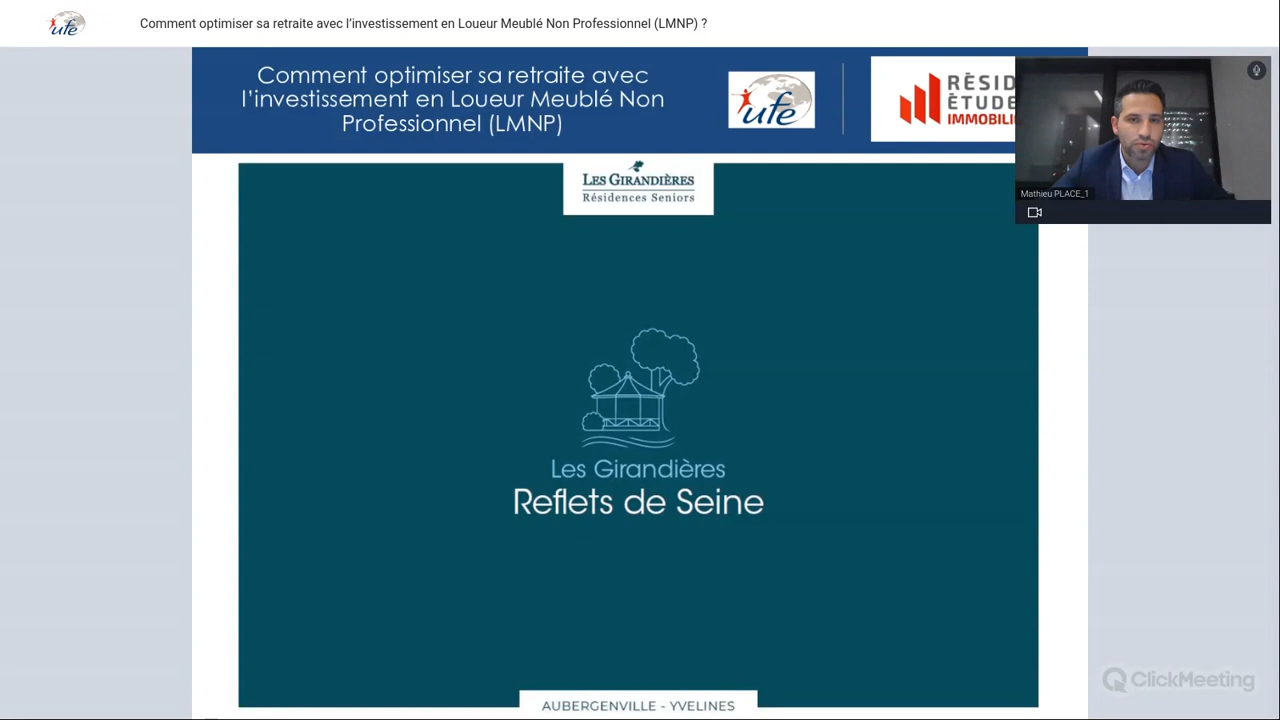 ufe
Comment optimiser sa retraite avec l'investissement en Loueur Meublé Non Professionnel (LMNP) ?
Comment optimiser sa retraite avec
l'investissement en Loueur Meublé Non
Professionnel (LMNP)
ufe
RÉSID
ÉTUDE
IMMOBILI
Mathieu PLACE_1
LES GIRANDIÈRES
Résidences Seniors
Les Girandières
Reflets de Seine
ClickMeeting
AUBERGENVILLE - YVELINES